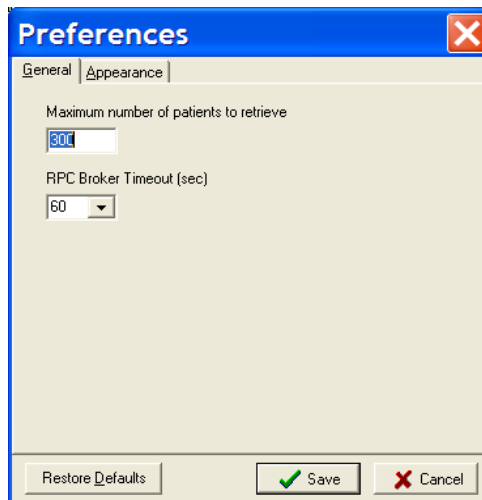 Preferences
General Appearance
Maximum number of patients to retrieve
300
RPC Broker Timeout (sec)
60
Restore Defaults Save Cancel